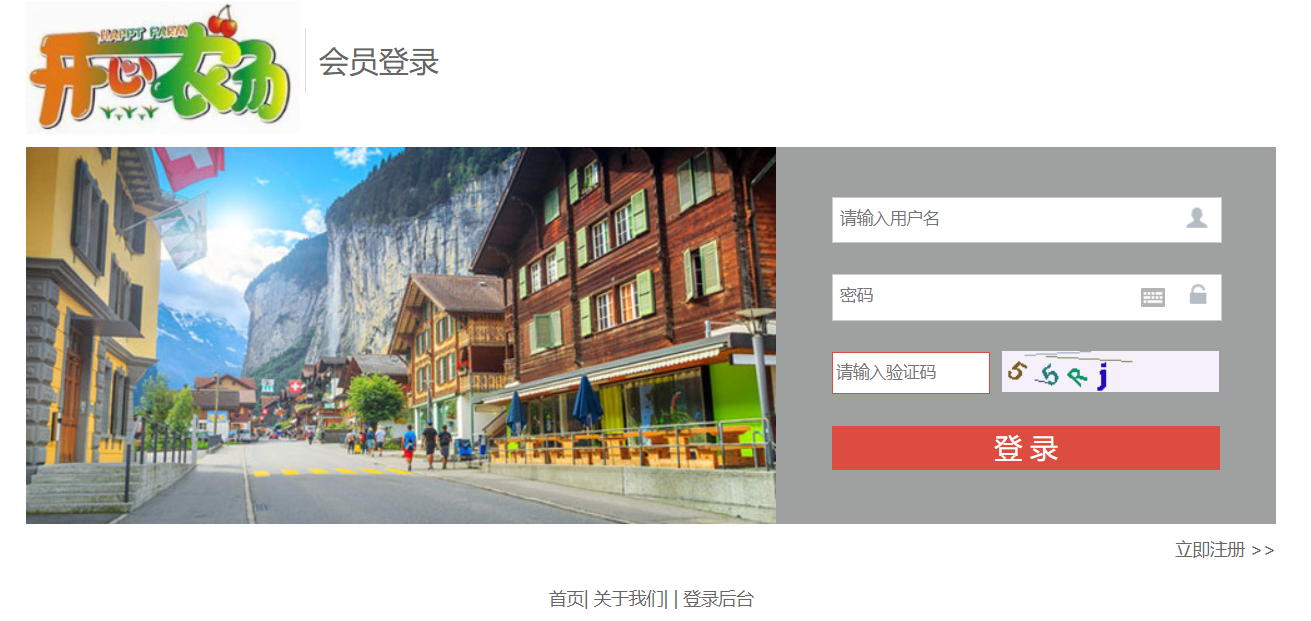 HAPPT FARM
开心农场
会员登录
请输入用户名
密码
请输入验证码
登 录
立即注册 >>
首页| 关于我们| | 登录后台